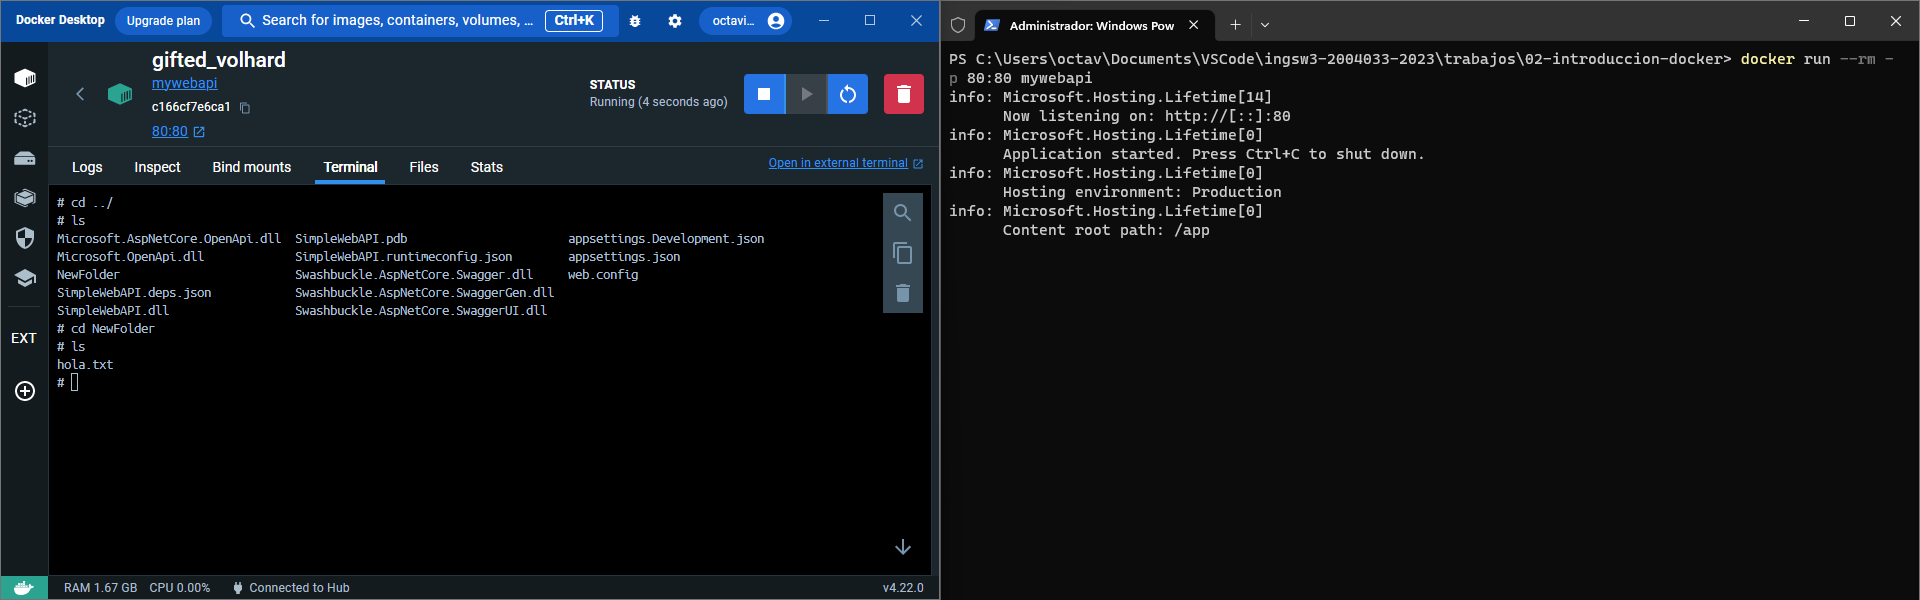 Docker Desktop
Upgrade plan
Search for images, containers, volumes, ...
Ctrl+K
octavi...
gifted_volhard
mywebapi
c166cf7e6ca1
80:80
STATUS
Running (4 seconds ago)
Logs
Inspect
Bind mounts
Terminal
Files
Stats
Open in external terminal
# cd ../
# ls
Microsoft.AspNetCore.OpenApi.dll  SimpleWebAPI.pdb  appsettings.Development.json
Microsoft.OpenApi.dll  SimpleWebAPI.runtimeconfig.json  appsettings.json
NewFolder  Swashbuckle.AspNetCore.Swagger.dll  web.config
SimpleWebAPI.deps.json  Swashbuckle.AspNetCore.SwaggerGen.dll
SimpleWebAPI.dll  Swashbuckle.AspNetCore.SwaggerUI.dll
# cd NewFolder
# ls
hola.txt
#
EXT
RAM 1.67 GB
CPU 0.00%
Connected to Hub
v4.22.0
Administrador: Windows Pow
PS C:\Users\octav\Documents\VSCode\ingsw3-2004033-2023\trabajos\02-introduccion-docker> docker run --rm -
p 80:80 mywebapi
info: Microsoft.Hosting.Lifetime[14]
Now listening on: http://[::]:80
info: Microsoft.Hosting.Lifetime[0]
Application started. Press Ctrl+C to shut down.
info: Microsoft.Hosting.Lifetime[0]
Hosting environment: Production
info: Microsoft.Hosting.Lifetime[0]
Content root path: /app